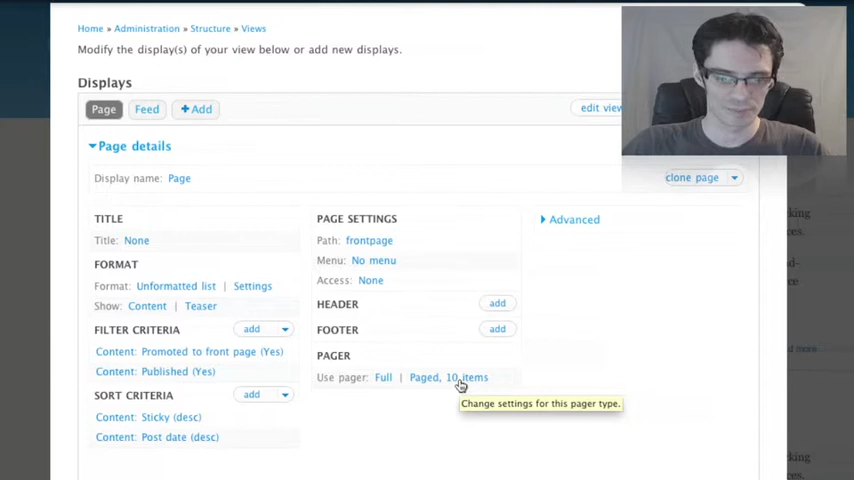 Home » Administration » Structure » Views
Modify the display(s) of your view below or add new displays.
Displays
Page
Feed
+ Add
edit view
Page details
Display name: Page
clone page
TITLE
Title: None
FORMAT
Format: Unformatted list | Settings
Show: Content | Teaser
FILTER CRITERIA
add
Content: Promoted to front page (Yes)
Content: Published (Yes)
SORT CRITERIA
add
Content: Sticky (desc)
Content: Post date (desc)
PAGE SETTINGS
Path: frontpage
Menu: No menu
Access: None
HEADER
add
FOOTER
add
PAGER
Use pager: Full | Paged, 10 items
Change settings for this pager type.
Advanced